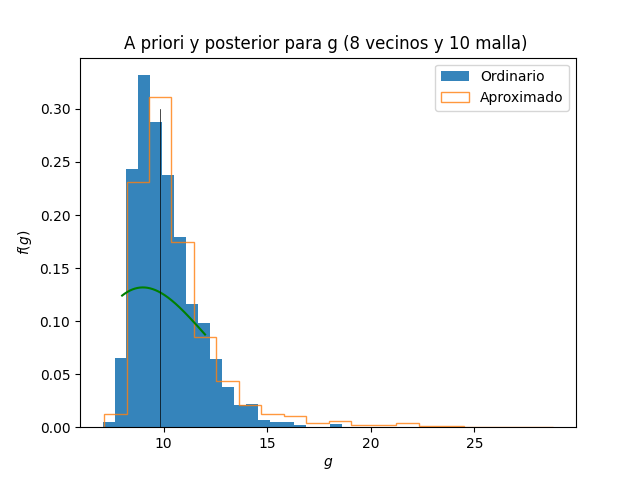 A priori y posterior para g (8 vecinos y 10 malla)
Ordinario
Aproximado
f(g)
0.30
0.25
0.20
0.15
0.10
0.05
0.00
10
15
20
25
g